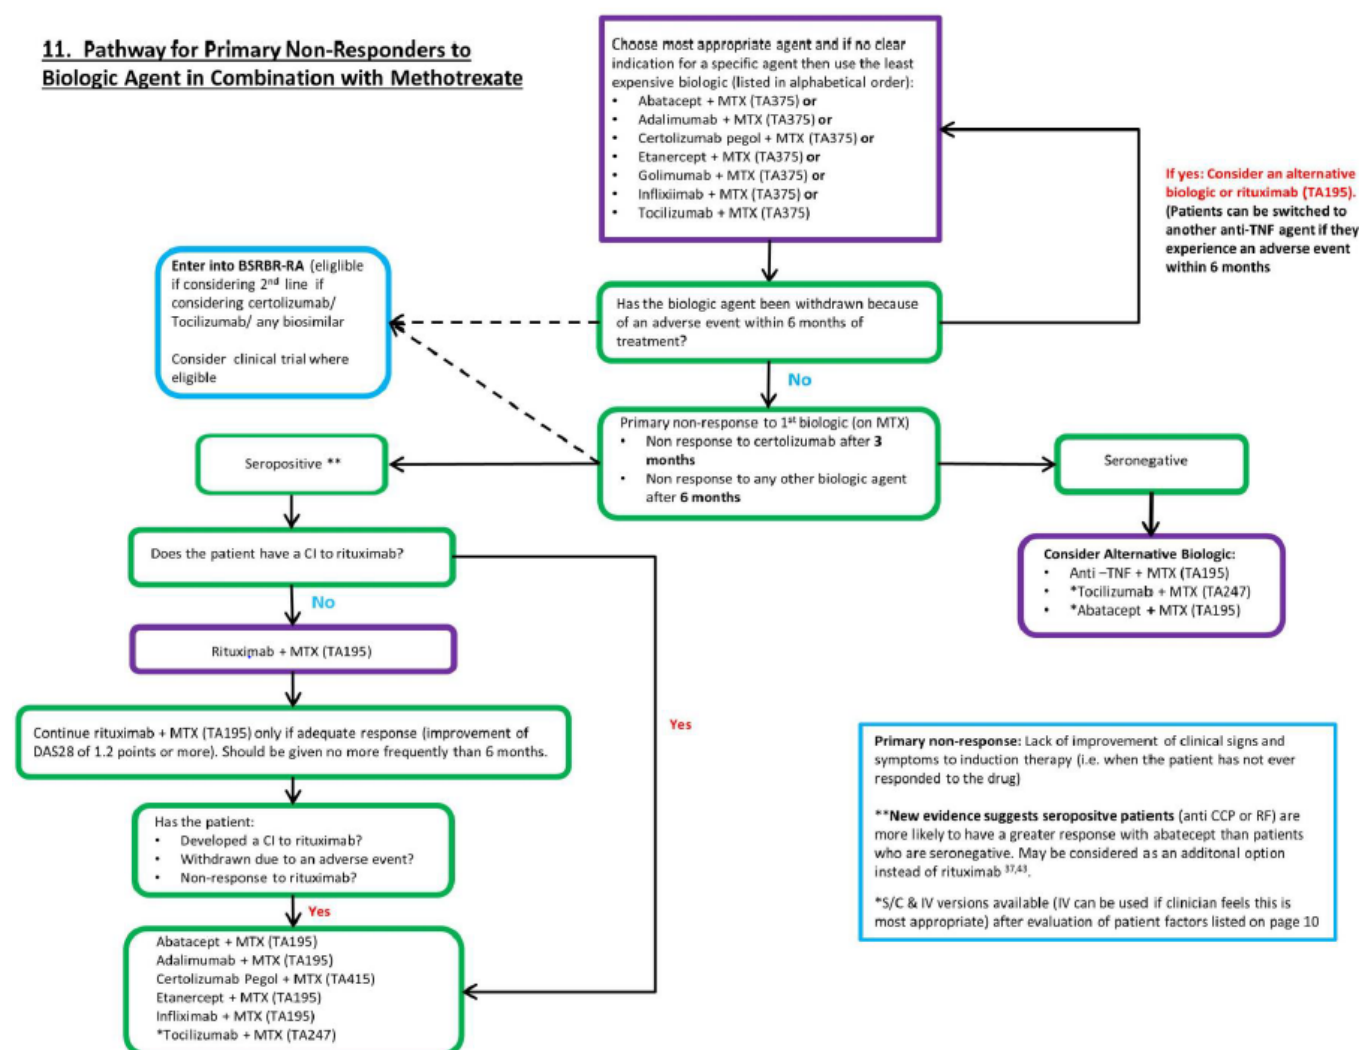 11. Pathway for Primary Non-Responders to
Biologic Agent in Combination with Methotrexate
Choose most appropriate agent and if no clear
indication for a specific agent then use the least
expensive biologic (listed in alphabetical order):
• Abatacept + MTX (TA375) or
• Adalimumab + MTX (TA375) or
• Certolizumab pegol + MTX (TA375) or
• Etanercept + MTX (TA375) or
• Golimumab + MTX (TA375) or
• Inflixiimab + MTX (TA375) or
• Tocilizumab + MTX (TA375)
If yes: Consider an alternative
biologic or rituximab (TA195).
(Patients can be switched to
another anti-TNF agent if they
experience an adverse event
within 6 months
Enter into BSRBR-RA (eliglible
if considering 2nd line if
considering certolizumab/
Tocilizumab/ any biosimilar
Consider clinical trial where
eligible
Has the biologic agent been withdrawn because
of an adverse event within 6 months of
treatment?
No
Primary non-response to 1st biologic (on MTX)
• Non response to certolizumab after 3
months
• Non response to any other biologic agent
after 6 months
Seropositive **
Seronegative
Does the patient have a CI to rituximab?
Consider Alternative Biologic:
• Anti –TNF + MTX (TA195)
• *Tocilizumab + MTX (TA247)
• *Abatacept + MTX (TA195)
No
Rituximab + MTX (TA195)
Continue rituximab + MTX (TA195) only if adequate response (improvement of
DAS28 of 1.2 points or more). Should be given no more frequently than 6 months.
Yes
Has the patient:
• Developed a CI to rituximab?
• Withdrawn due to an adverse event?
• Non-response to rituximab?
Yes
Abatacept + MTX (TA195)
Adalimumab + MTX (TA195)
Certolizumab Pegol + MTX (TA415)
Etanercept + MTX (TA195)
Infliximab + MTX (TA195)
*Tocilizumab + MTX (TA247)
Primary non-response: Lack of improvement of clinical signs and
symptoms to induction therapy (i.e. when the patient has not ever
responded to the drug)
**New evidence suggests seropositve patients (anti CCP or RF) are
more likely to have a greater response with abatecept than patients
who are seronegative. May be considered as an additonal option
instead of rituximab 37,43.
*S/C & IV versions available (IV can be used if clinician feels this is
most appropriate) after evaluation of patient factors listed on page 10